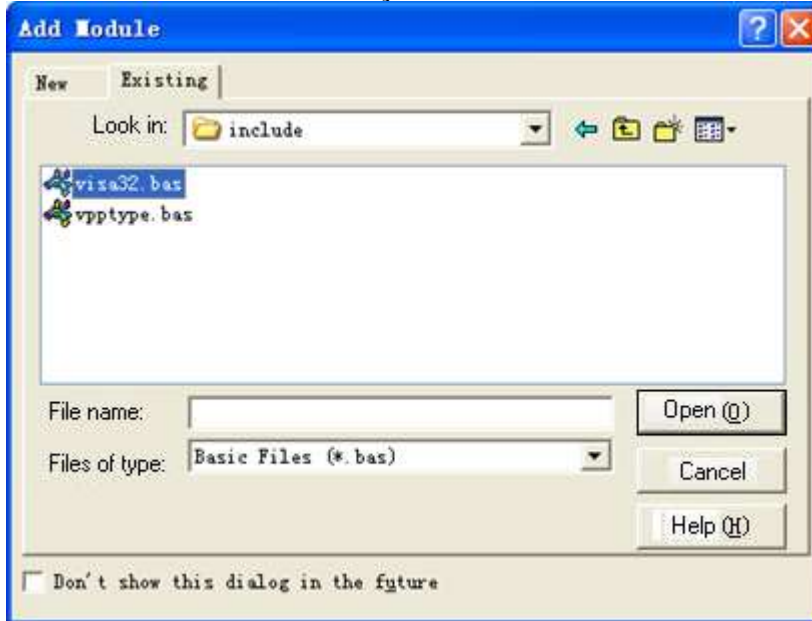 Add Module
New Existing
Look in: include
visa32.bas
vpptype.bas
File name: Open (O)
Files of type: Basic Files (*.bas)
Cancel
Help (H)
Don't show this dialog in the future